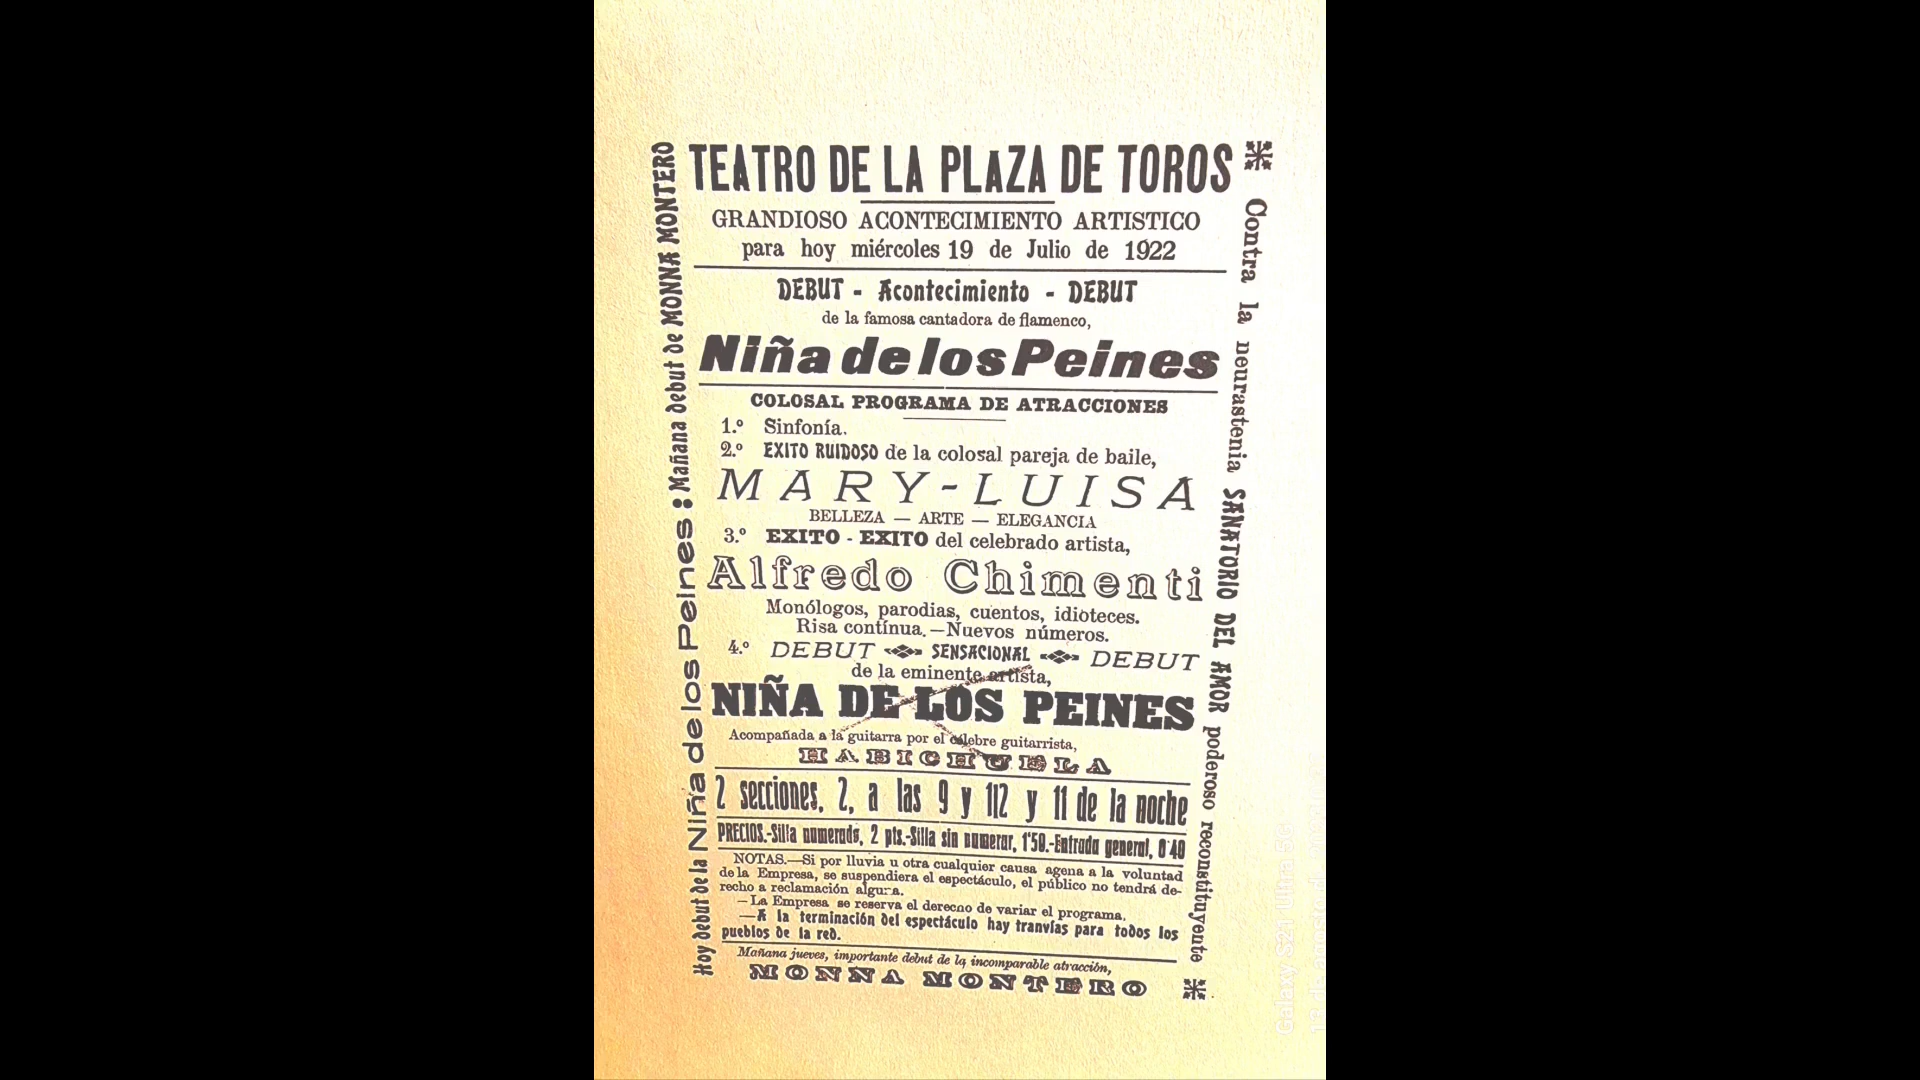 TEATRO DE LA PLAZA DE TOROS
GRANDIOSO ACONTECIMIENTO ARTISTICO
para hoy miércoles 19 de Julio de 1922
DEBUT - Acontecimiento - DEBUT
de la famosa cantadora de flamenco,
Niña de los Peines
COLOSAL PROGRAMA DE ATRACCIONES
1.º Sinfonía.
2.º EXITO RUIDOSO de la colosal pareja de baile,
MARY-LUISA
BELLEZA — ARTE — ELEGANCIA
3.º EXITO - EXITO del celebrado artista,
Alfredo Chimenti
Monólogos, parodias, cuentos, idioteces.
Risa contínua.—Nuevos números.
4.º DEBUT SENSACIONAL DEBUT
de la eminente artista,
NIÑA DE LOS PEINES
Acompañada a la guitarra por el célebre guitarrista,
HABICHUELA
2 secciones, 2, a las 9 y 1|2 y 11 de la noche
PRECIOS.-Silla numerada, 2 pts.-Silla sin numerar, 1'50.-Entrada general, 0'40
NOTAS.—Si por lluvia u otra cualquier causa agena a la voluntad
de la Empresa, se suspendiera el espectáculo, el público no tendrá de-
recho a reclamación alguna.
—La Empresa se reserva el derecho de variar el programa.
—A la terminación del espectáculo hay tranvías para todos los
pueblos de la red.
Mañana jueves, importante debut de la incomparable atracción,
MONNA MONTERO
Hoy debut de la Niña de los Peines : Mañana debut de MONNA MONTERO
Contra la neurastenia SANATORIO DEL AMOR poderoso reconstituyente
Galaxy S21 Ultra 5G